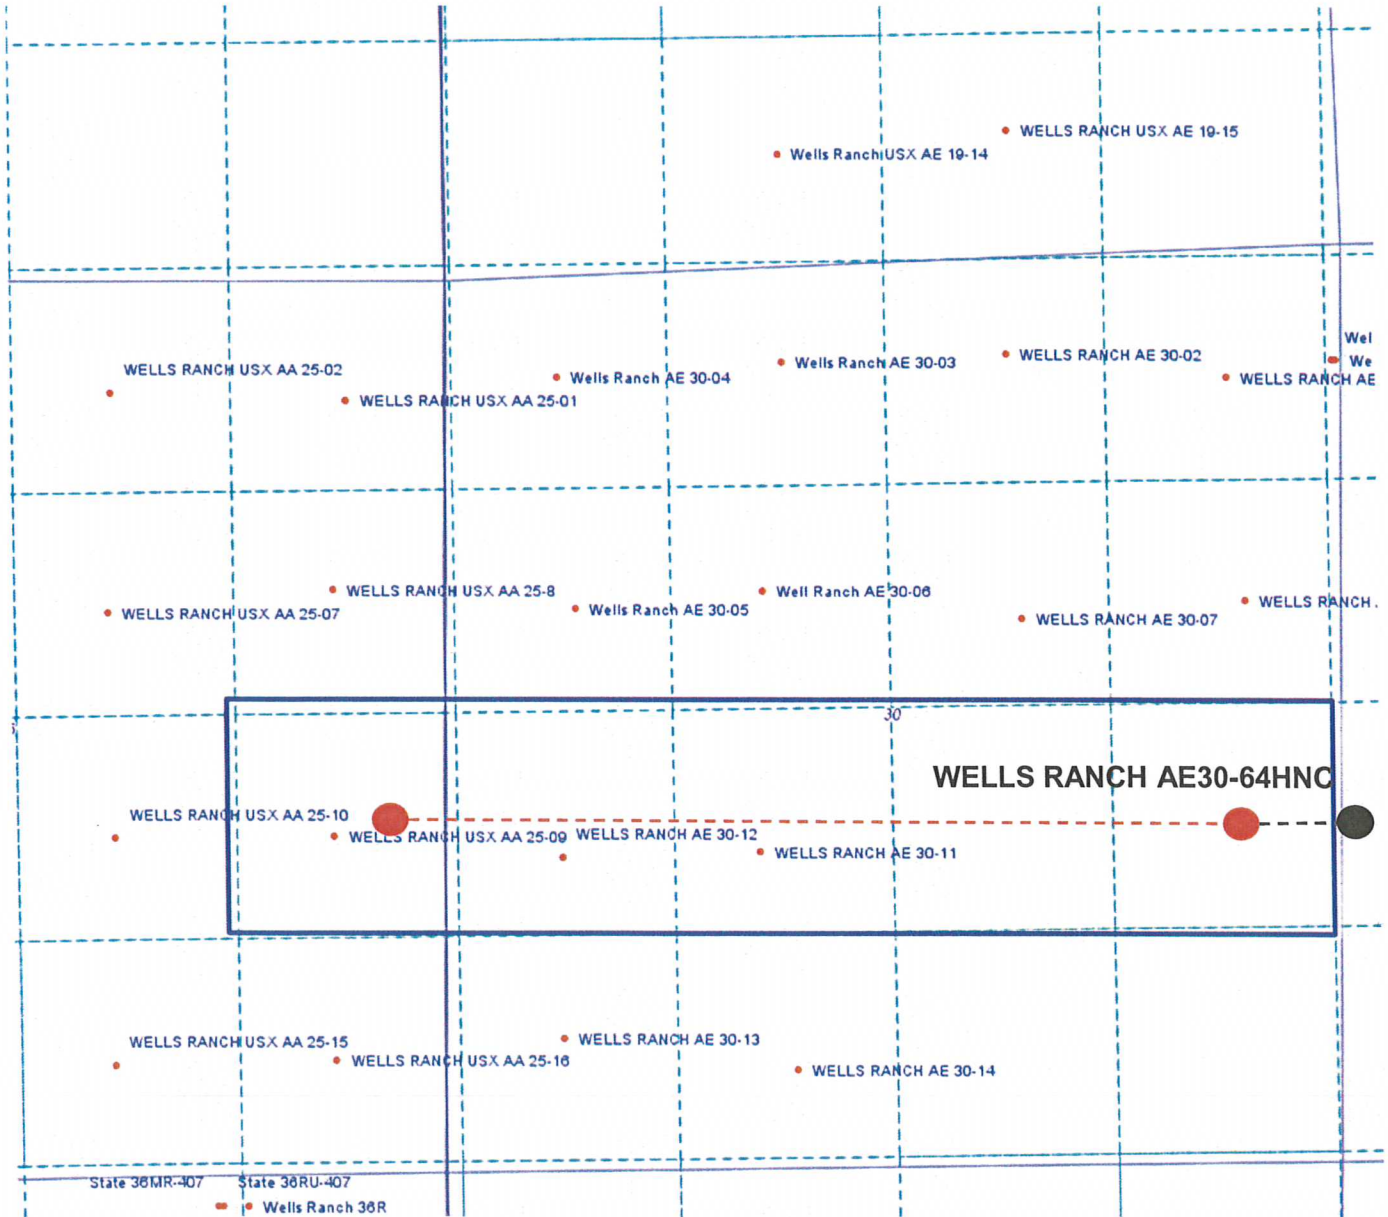 WELLS RANCH USX AE 19-15
Wells Ranch USX AE 19-14
Wel
We
WELLS RANCH USX AA 25-02
WELLS RANCH USX AA 25-01
Wells Ranch AE 30-04
Wells Ranch AE 30-03
WELLS RANCH AE 30-02
WELLS RANCH AE
WELLS RANCH USX AA 25-07
WELLS RANCH USX AA 25-8
Wells Ranch AE 30-05
Well Ranch AE 30-06
WELLS RANCH AE 30-07
WELLS RANCH .
30
WELLS RANCH AE30-64HNC
WELLS RANCH USX AA 25-10
WELLS RANCH USX AA 25-09
WELLS RANCH AE 30-12
WELLS RANCH AE 30-11
WELLS RANCH USX AA 25-15
WELLS RANCH USX AA 25-16
WELLS RANCH AE 30-13
WELLS RANCH AE 30-14
State 36MR-407
State 36RU-407
Wells Ranch 36R